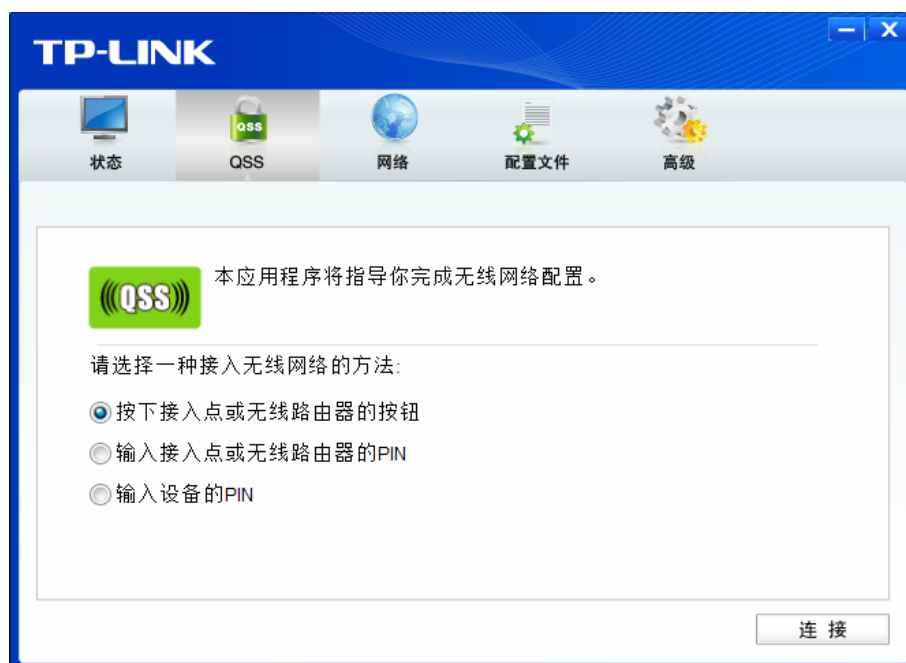 TP-LINK
状态
QSS
QSS
网络
配置文件
高级
QSS
本应用程序将指导你完成无线网络配置。
请选择一种接入无线网络的方法:
按下接入点或无线路由器的按钮
输入接入点或无线路由器的PIN
输入设备的PIN
连 接